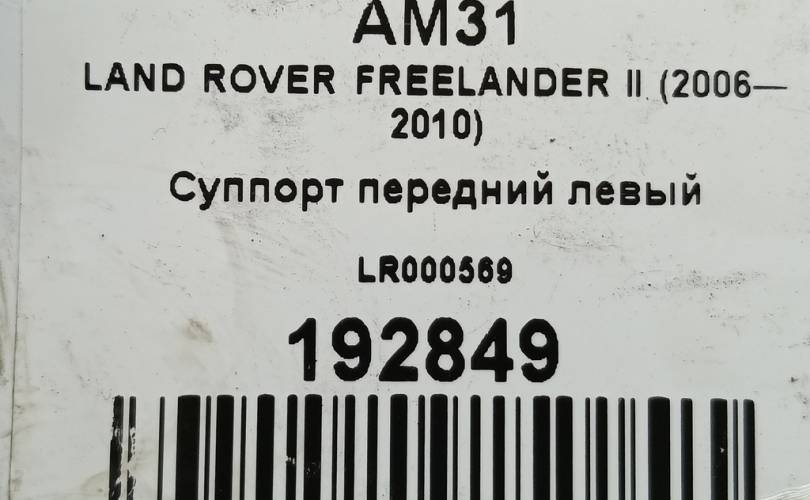 AM31
LAND ROVER FREELANDER II (2006—
2010)
Суппорт передний левый
LR000569
192849